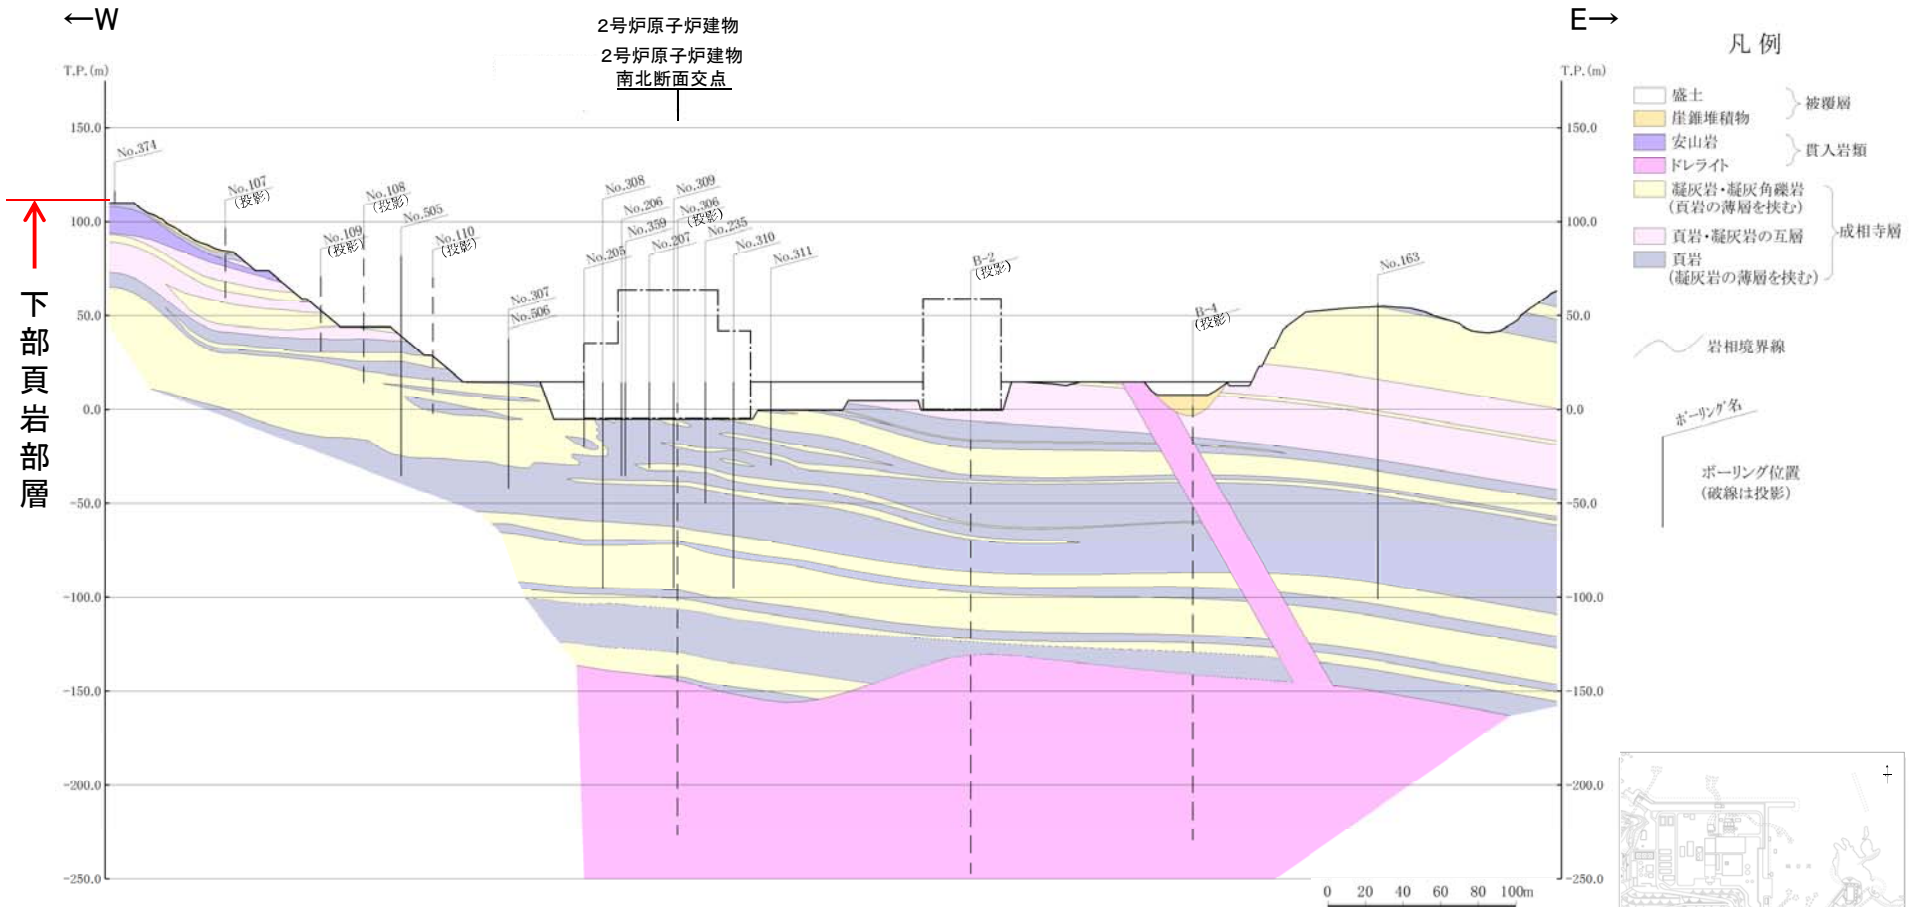 ←W
E→
2号炉原子炉建物
2号炉原子炉建物
南北断面交点
T.P.(m)
T.P.(m)
150.0
100.0
50.0
0.0
-50.0
-100.0
-150.0
-200.0
-250.0
150.0
100.0
50.0
0.0
-50.0
-100.0
-150.0
-200.0
-250.0
下部頁岩部層
No.374
No.107
(投影)
No.109
(投影)
No.108
(投影)
No.505
No.110
(投影)
No.307
No.506
No.205
No.308
No.206
No.359
No.207
No.309
No.306
(投影)
No.235
No.310
No.311
B-2
(投影)
B-4
(投影)
No.163
凡例
盛土
崖錐堆積物
被覆層
安山岩
ドレライト
貫入岩類
凝灰岩・凝灰角礫岩
(頁岩の薄層を挟む)
頁岩・凝灰岩の互層
頁岩
(凝灰岩の薄層を挟む)
成相寺層
岩相境界線
ボーリング名
ボーリング位置
(破線は投影)
0 20 40 60 80 100m